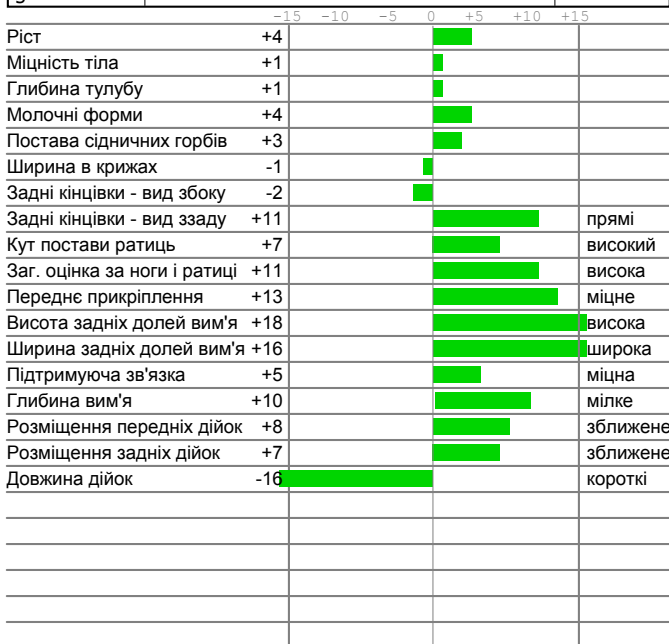 -15 -10 -5 0 +5 +10 +15
Ріст +4
Міцність тіла +1
Глибина тулубу +1
Молочні форми +4
Постава сідничних горбів +3
Ширина в крижах -1
Задні кінцівки - вид збоку -2
Задні кінцівки - вид ззаду +11 прямі
Кут постави ратиць +7 високий
Заг. оцінка за ноги і ратиці +11 висока
Переднє прикріплення +13 міцне
Висота задніх долей вим'я +18 висока
Ширина задніх долей вим'я +16 широка
Підтримуюча зв'язка +5 міцна
Глибина вим'я +10 мілке
Розміщення передніх дійок +8 зближене
Розміщення задніх дійок +7 зближене
Довжина дійок -16 короткі